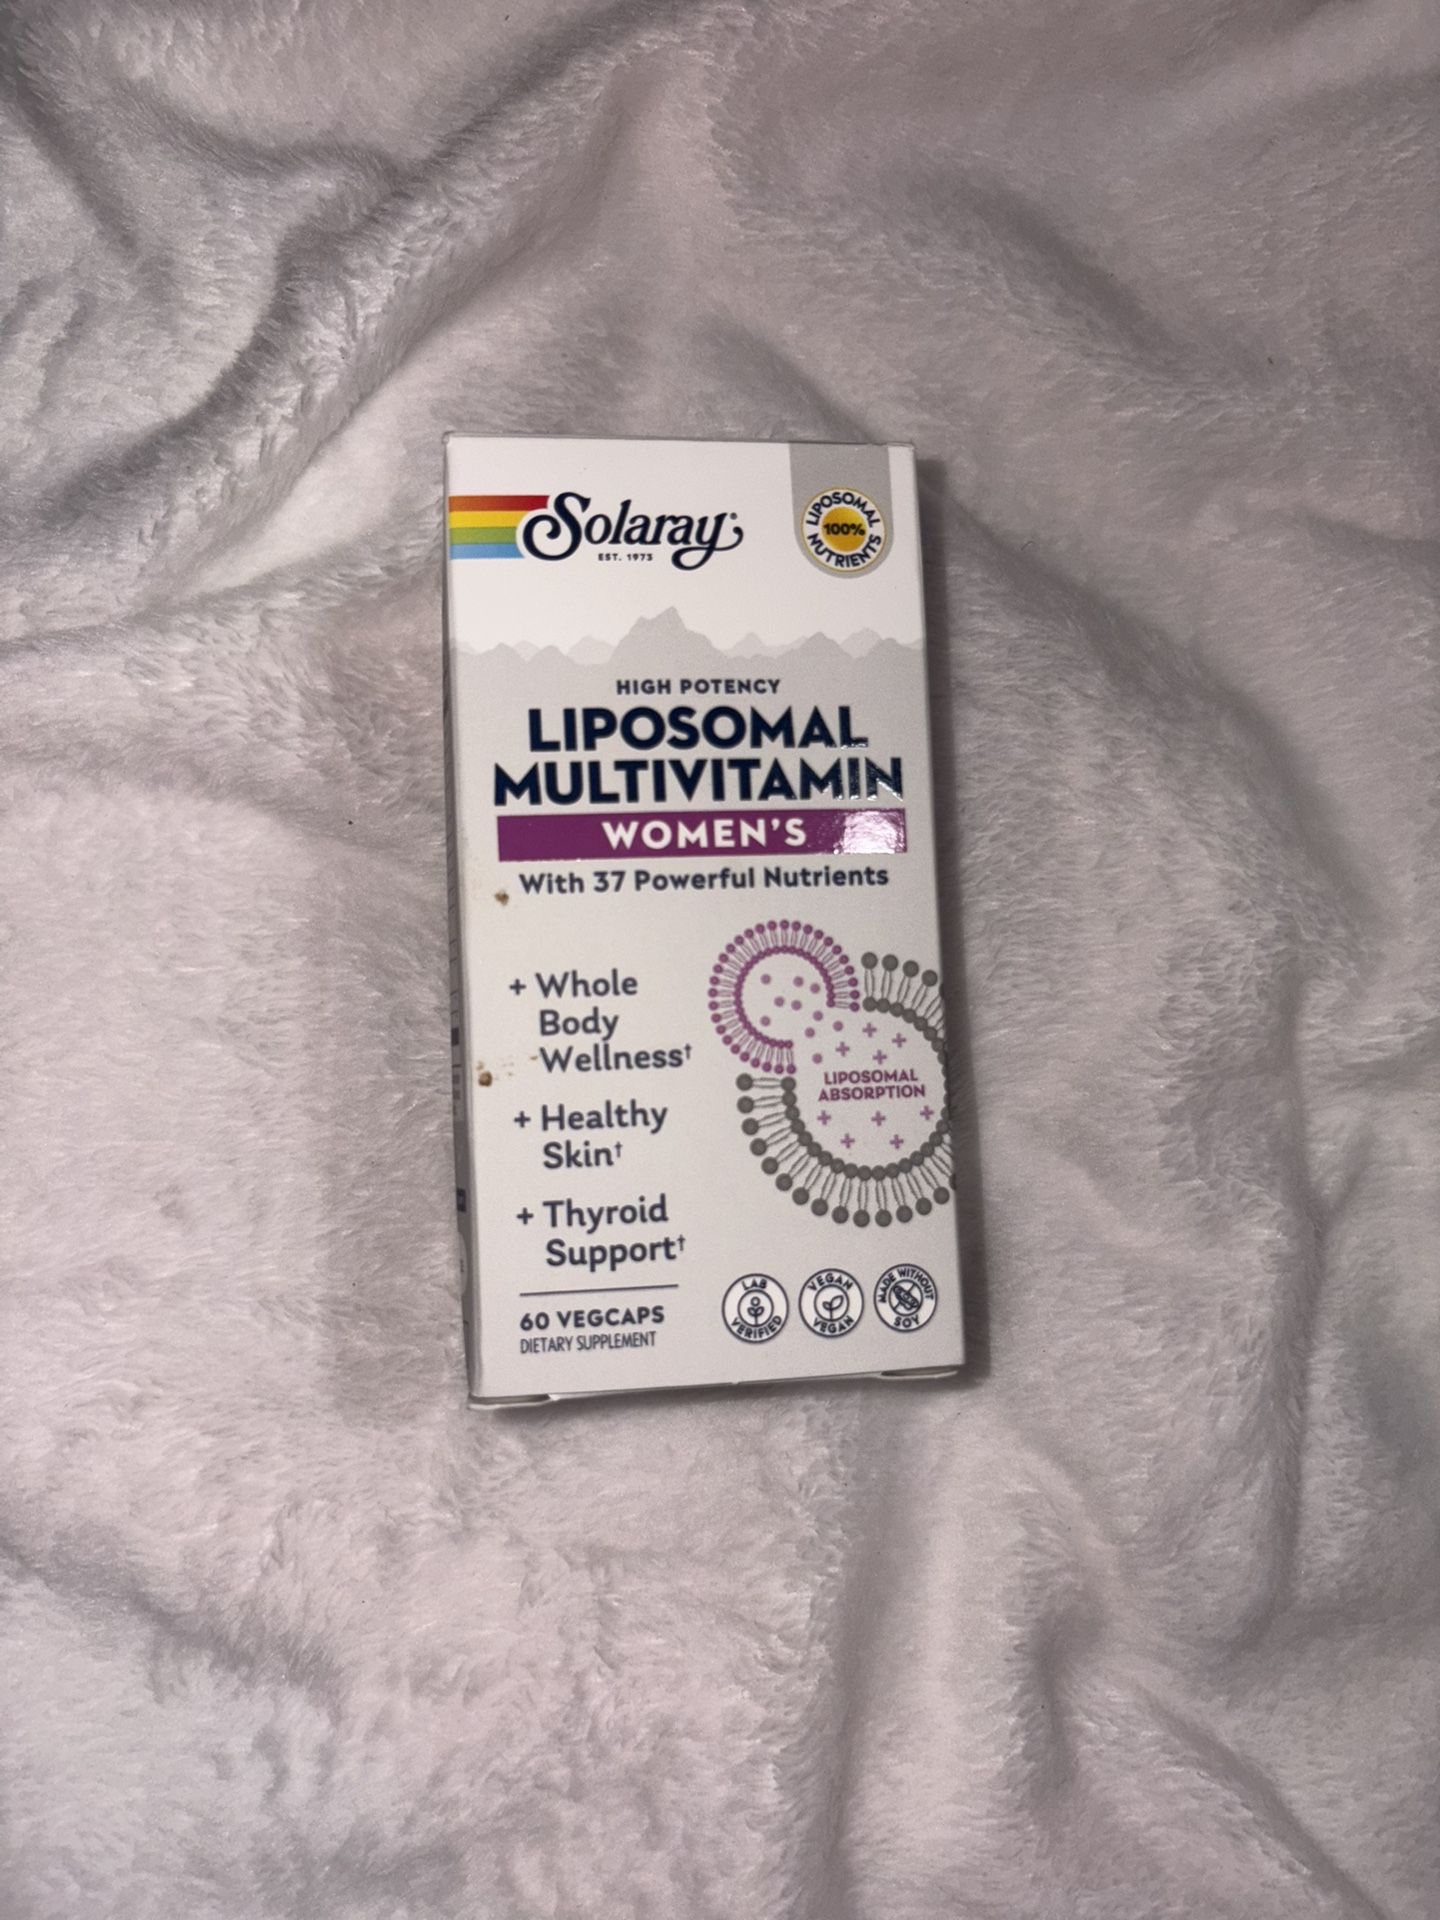 Solaray®
EST. 1973
LIPOSOMAL
100%
NUTRIENTS
HIGH POTENCY
LIPOSOMAL
MULTIVITAMIN
WOMEN'S
With 37 Powerful Nutrients
+ Whole
Body
Wellness†
+ Healthy
Skin†
+ Thyroid
Support†
LIPOSOMAL
ABSORPTION
60 VEGCAPS
DIETARY SUPPLEMENT
LAB
VERIFIED
VEGAN
VEGAN
MADE WITHOUT
SOY